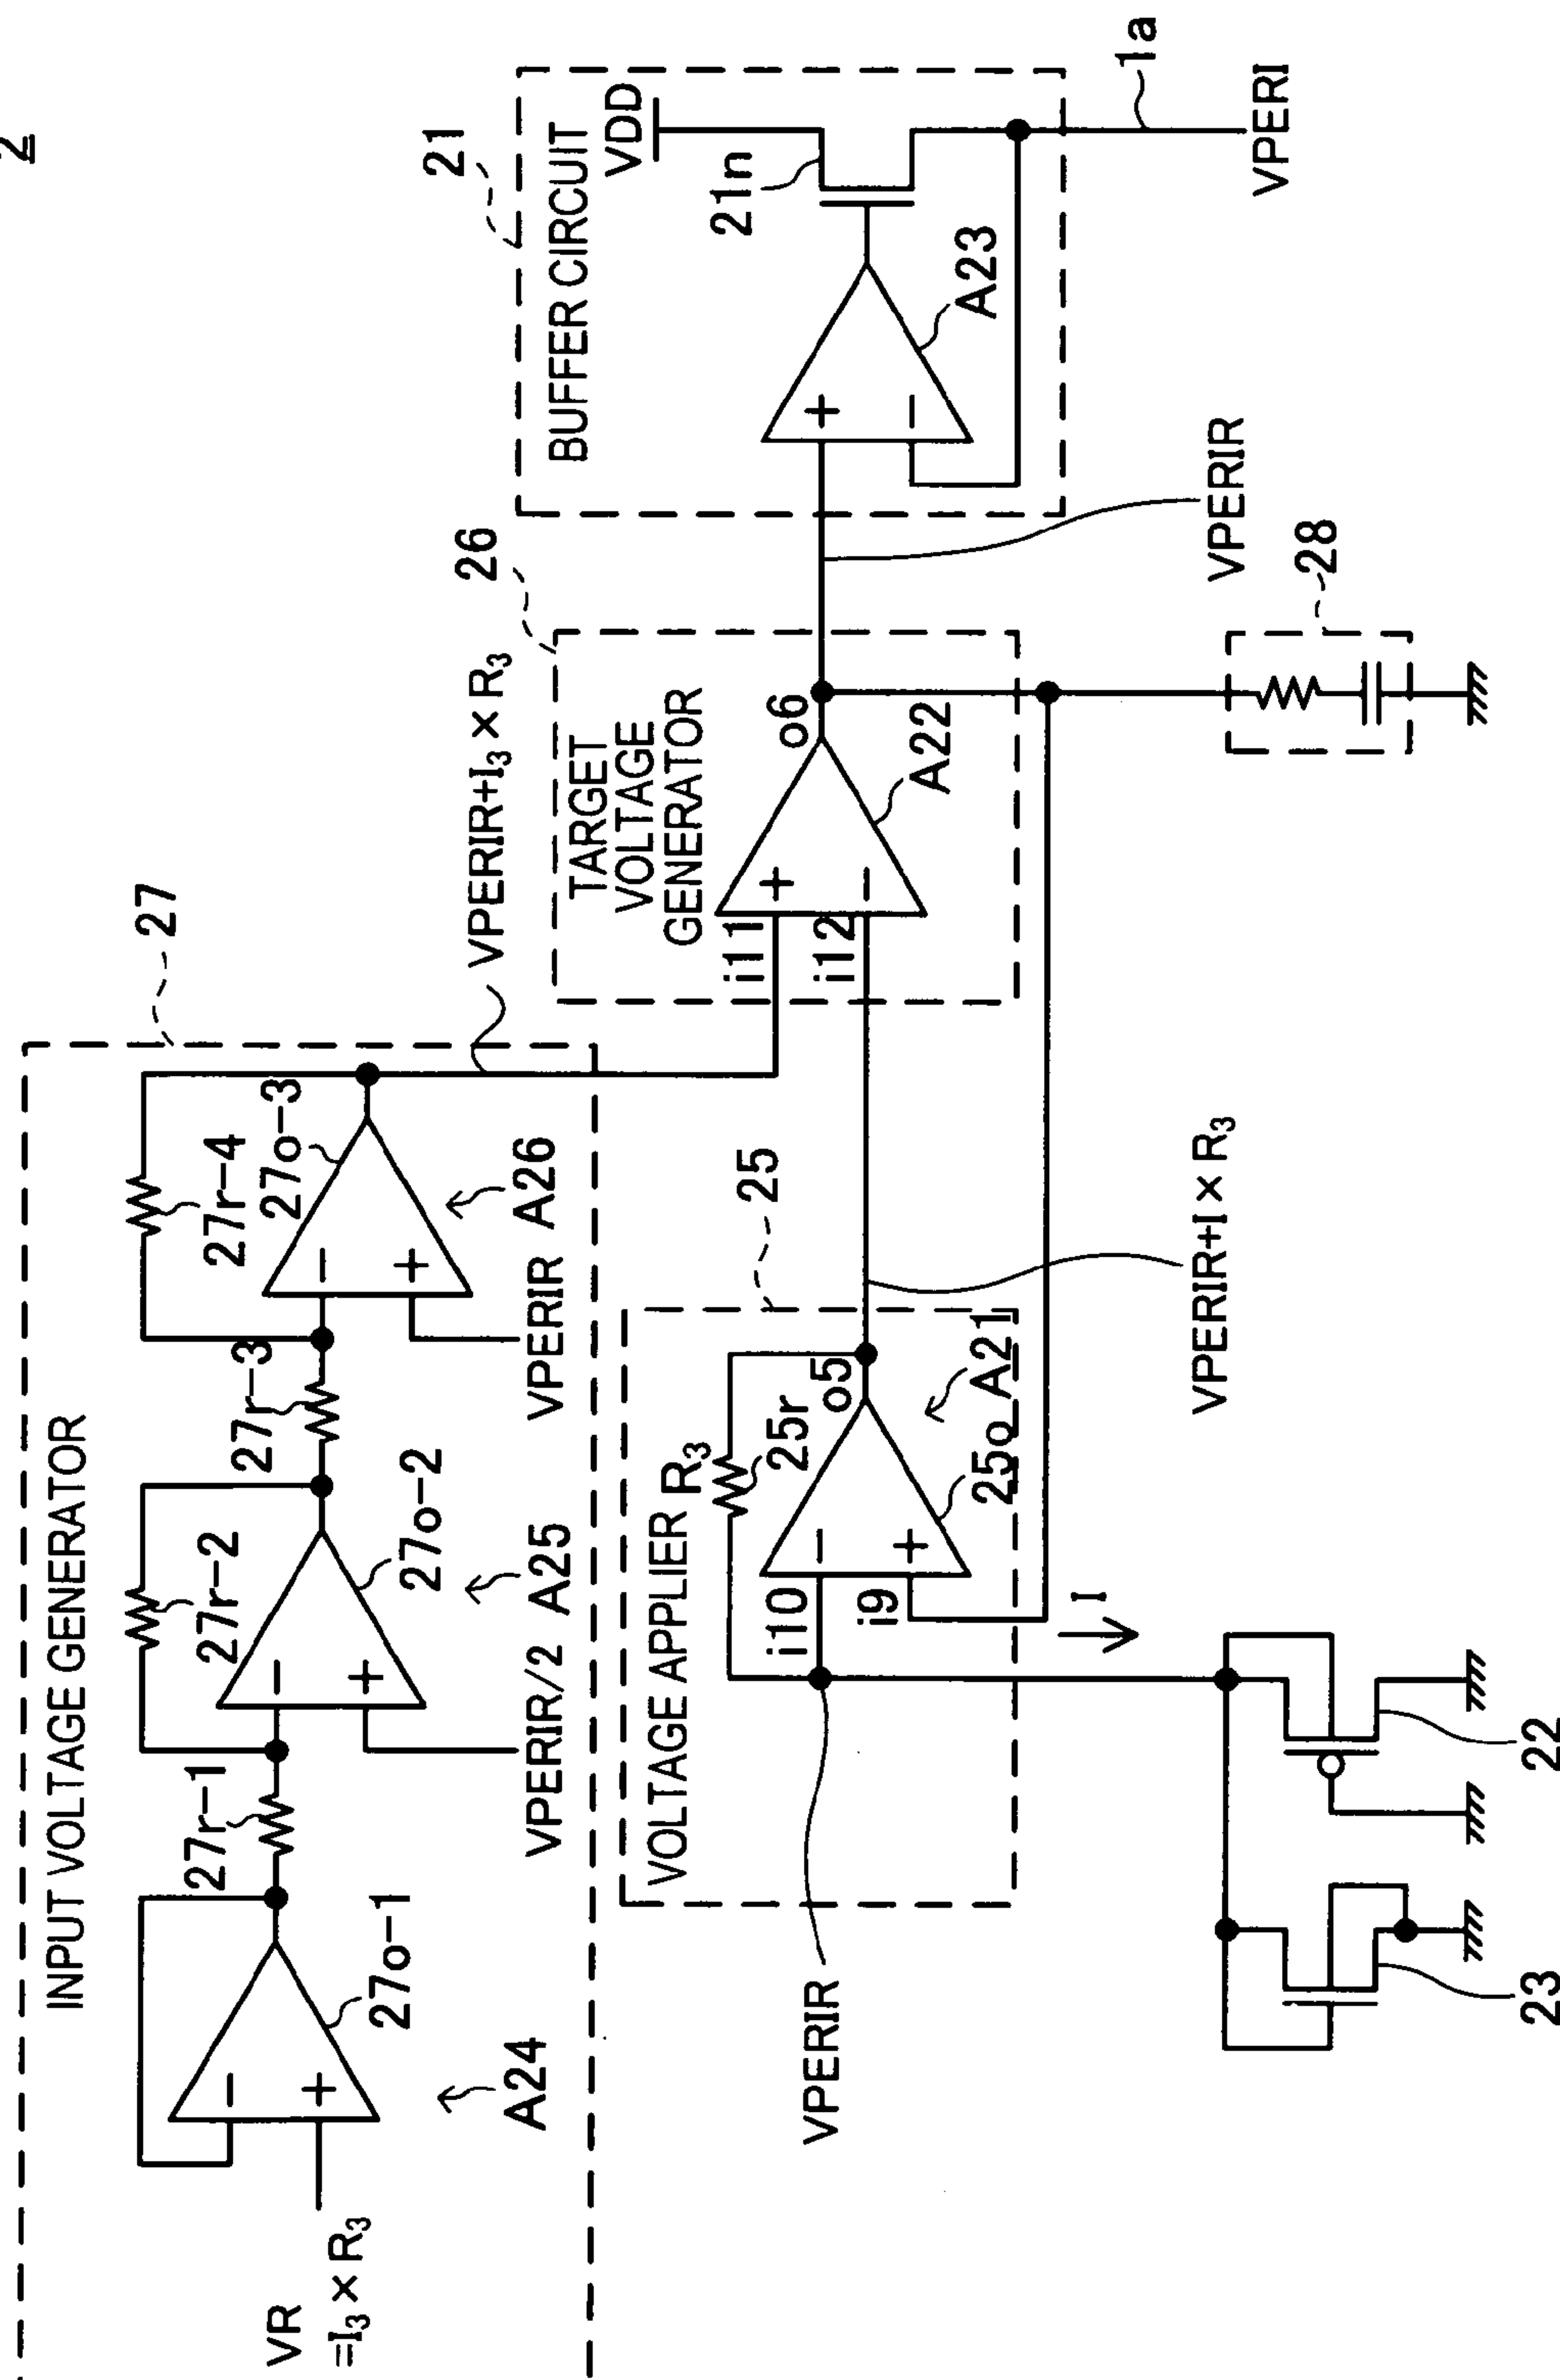 2
INPUT VOLTAGE GENERATOR
27
27r-4
27r-2
27o-3
27r-3
27r-1
27o-2
27o-1
A26
A25
A24
VR
=I3 × R3
VPERIR/2
VPERIR
VPERIR+I3 × R3
21
BUFFER CIRCUIT
VDD
21n
+
−
A23
1a
VPERI
26
TARGET
VOLTAGE
GENERATOR
i11
i12
+
−
o6
A22
VPERIR
28
25
VOLTAGE APPLIER
R3
25r
o5
i10
i9
−
+
25o
A21
VPERIR+I × R3
I
VPERIR
22
23
−
+
−
+
−
+